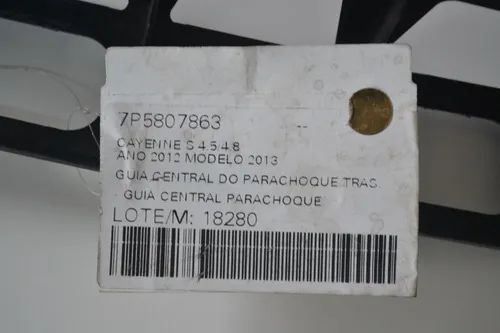 7P5807863
CAYENNE S 4.5/4.8
ANO 2012 MODELO 2013
GUIA CENTRAL DO PARACHOQUE TRAS.
- GUIA CENTRAL PARACHOQUE
LOTE/M: 18280